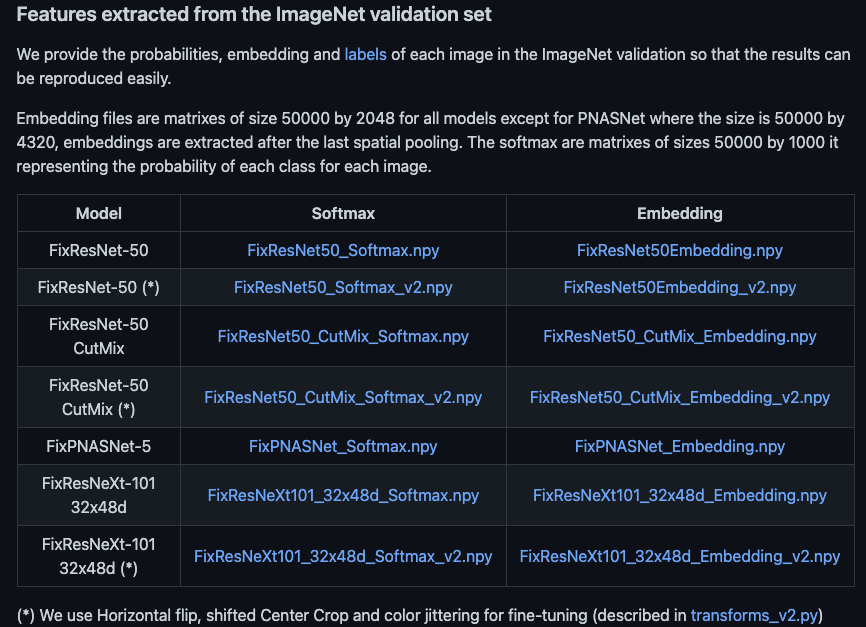 Features extracted from the ImageNet validation set
We provide the probabilities, embedding and labels of each image in the ImageNet validation so that the results can
be reproduced easily.
Embedding files are matrixes of size 50000 by 2048 for all models except for PNASNet where the size is 50000 by
4320, embeddings are extracted after the last spatial pooling. The softmax are matrixes of sizes 50000 by 1000 it
representing the probability of each class for each image.
Model Softmax Embedding
FixResNet-50 FixResNet50_Softmax.npy FixResNet50Embedding.npy
FixResNet-50 (*) FixResNet50_Softmax_v2.npy FixResNet50Embedding_v2.npy
FixResNet-50
CutMix FixResNet50_CutMix_Softmax.npy FixResNet50_CutMix_Embedding.npy
FixResNet-50
CutMix (*) FixResNet50_CutMix_Softmax_v2.npy FixResNet50_CutMix_Embedding_v2.npy
FixPNASNet-5 FixPNASNet_Softmax.npy FixPNASNet_Embedding.npy
FixResNeXt-101
32x48d FixResNeXt101_32x48d_Softmax.npy FixResNeXt101_32x48d_Embedding.npy
FixResNeXt-101
32x48d (*) FixResNeXt101_32x48d_Softmax_v2.npy FixResNeXt101_32x48d_Embedding_v2.npy
(*) We use Horizontal flip, shifted Center Crop and color jittering for fine-tuning (described in transforms_v2.py)